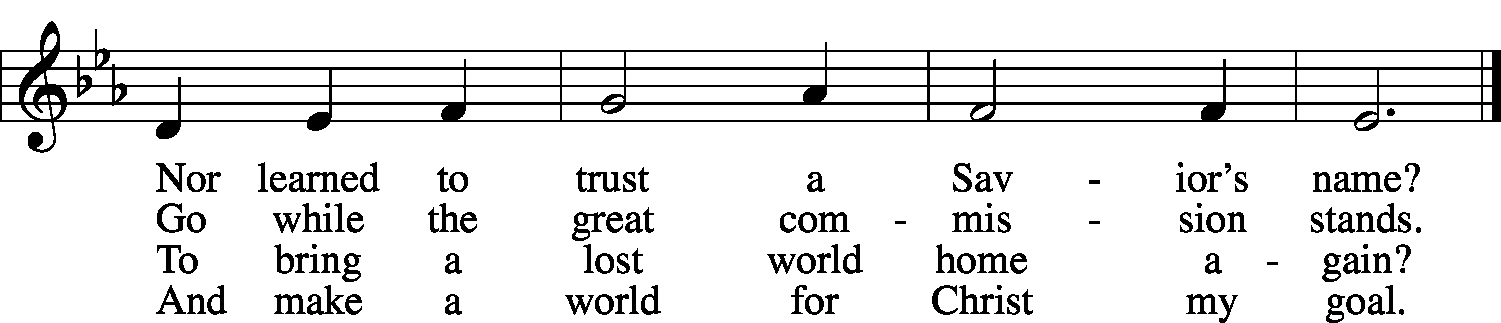 Nor learned to trust a Sav - ior's name?
Go while the great com - mis - sion stands.
To bring a lost world home a - gain?
And make a world for Christ my goal.